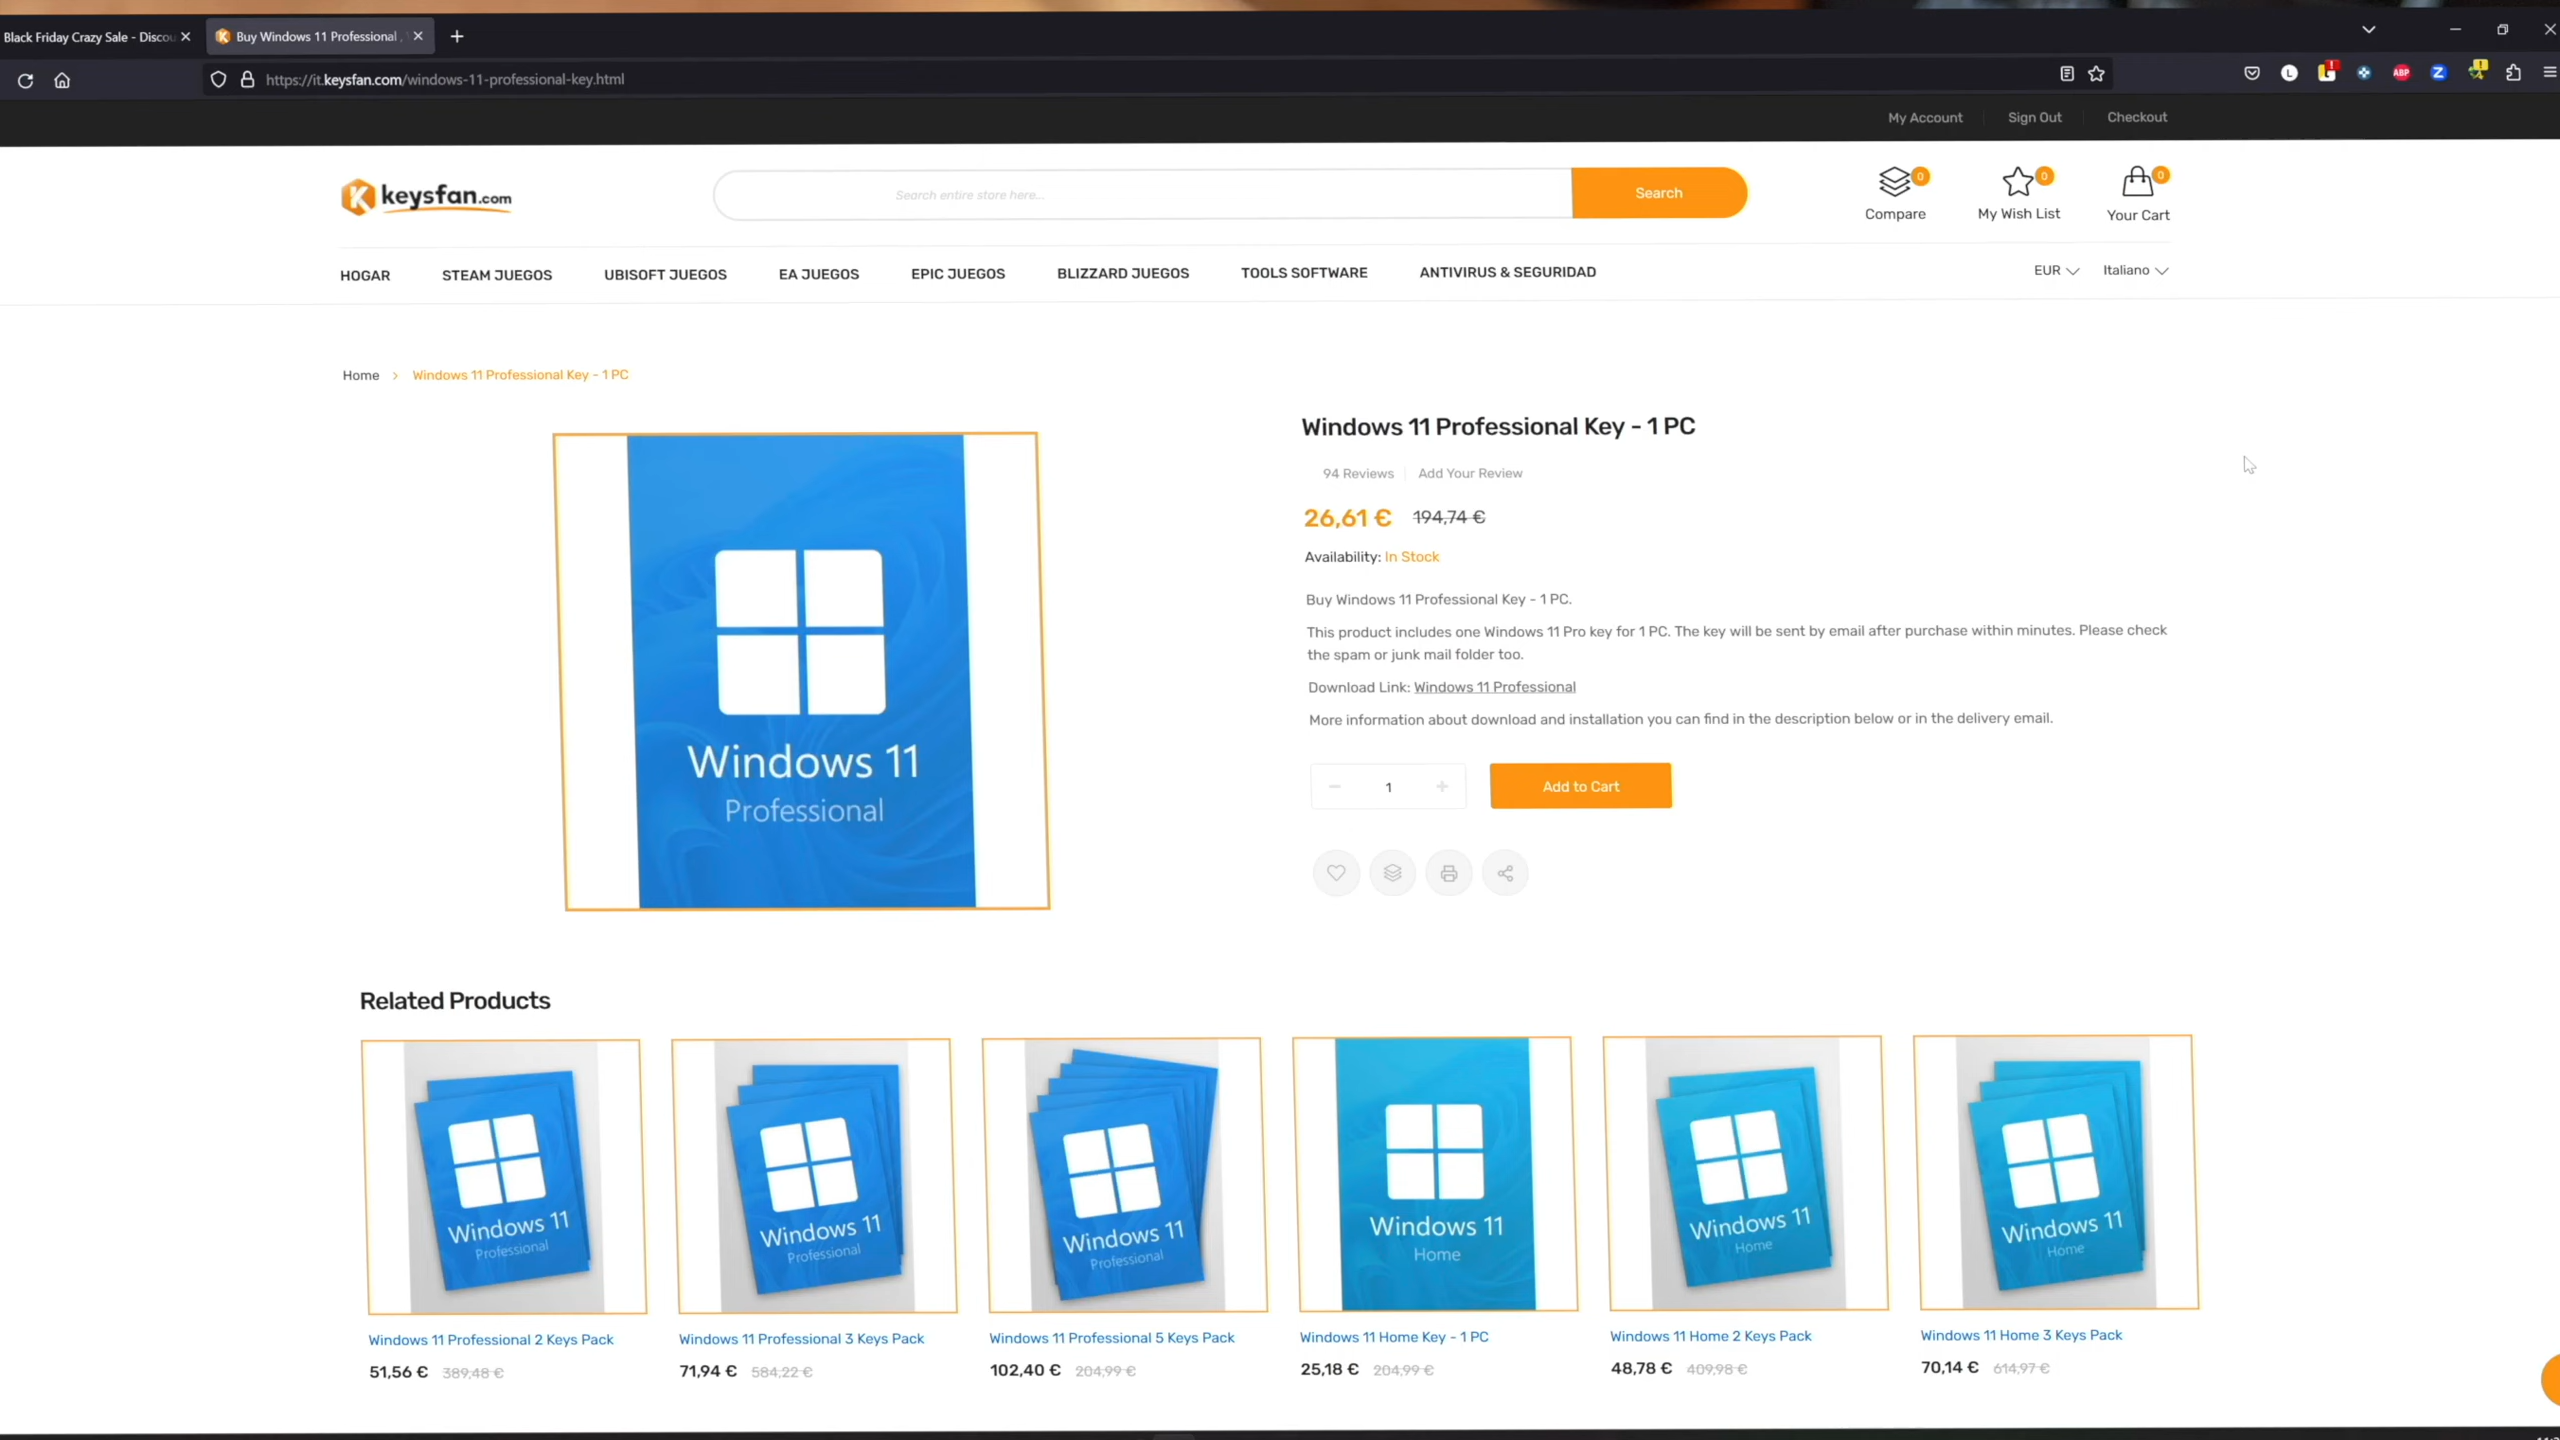 Black Friday Crazy Sale - Discou
Buy Windows 11 Professional
https://it.keysfan.com/windows-11-professional-key.html
L
ABP
Z
My Account
Sign Out
Checkout
keysfan.com
Search entire store here...
Search
0
0
0
Compare
My Wish List
Your Cart
HOGAR
STEAM JUEGOS
UBISOFT JUEGOS
EA JUEGOS
EPIC JUEGOS
BLIZZARD JUEGOS
TOOLS SOFTWARE
ANTIVIRUS & SEGURIDAD
EUR
Italiano
Home > Windows 11 Professional Key - 1 PC
Windows 11
Professional
Windows 11 Professional Key - 1 PC
94 Reviews
Add Your Review
26,61 € 194,74 €
Availability: In Stock
Buy Windows 11 Professional Key - 1 PC.
This product includes one Windows 11 Pro key for 1 PC. The key will be sent by email after purchase within minutes. Please check
the spam or junk mail folder too.
Download Link: Windows 11 Professional
More information about download and installation you can find in the description below or in the delivery email.
− 1 +
Add to Cart
Related Products
Windows 11
Professional
Windows 11
Professional
Windows 11
Professional
Windows 11
Home
Windows 11
Home
Windows 11
Home
Windows 11 Professional 2 Keys Pack
51,56 € 389,48 €
Windows 11 Professional 3 Keys Pack
71,94 € 584,22 €
Windows 11 Professional 5 Keys Pack
102,40 € 204,99 €
Windows 11 Home Key - 1 PC
25,18 € 204,99 €
Windows 11 Home 2 Keys Pack
48,78 € 409,98 €
Windows 11 Home 3 Keys Pack
70,14 € 614,97 €